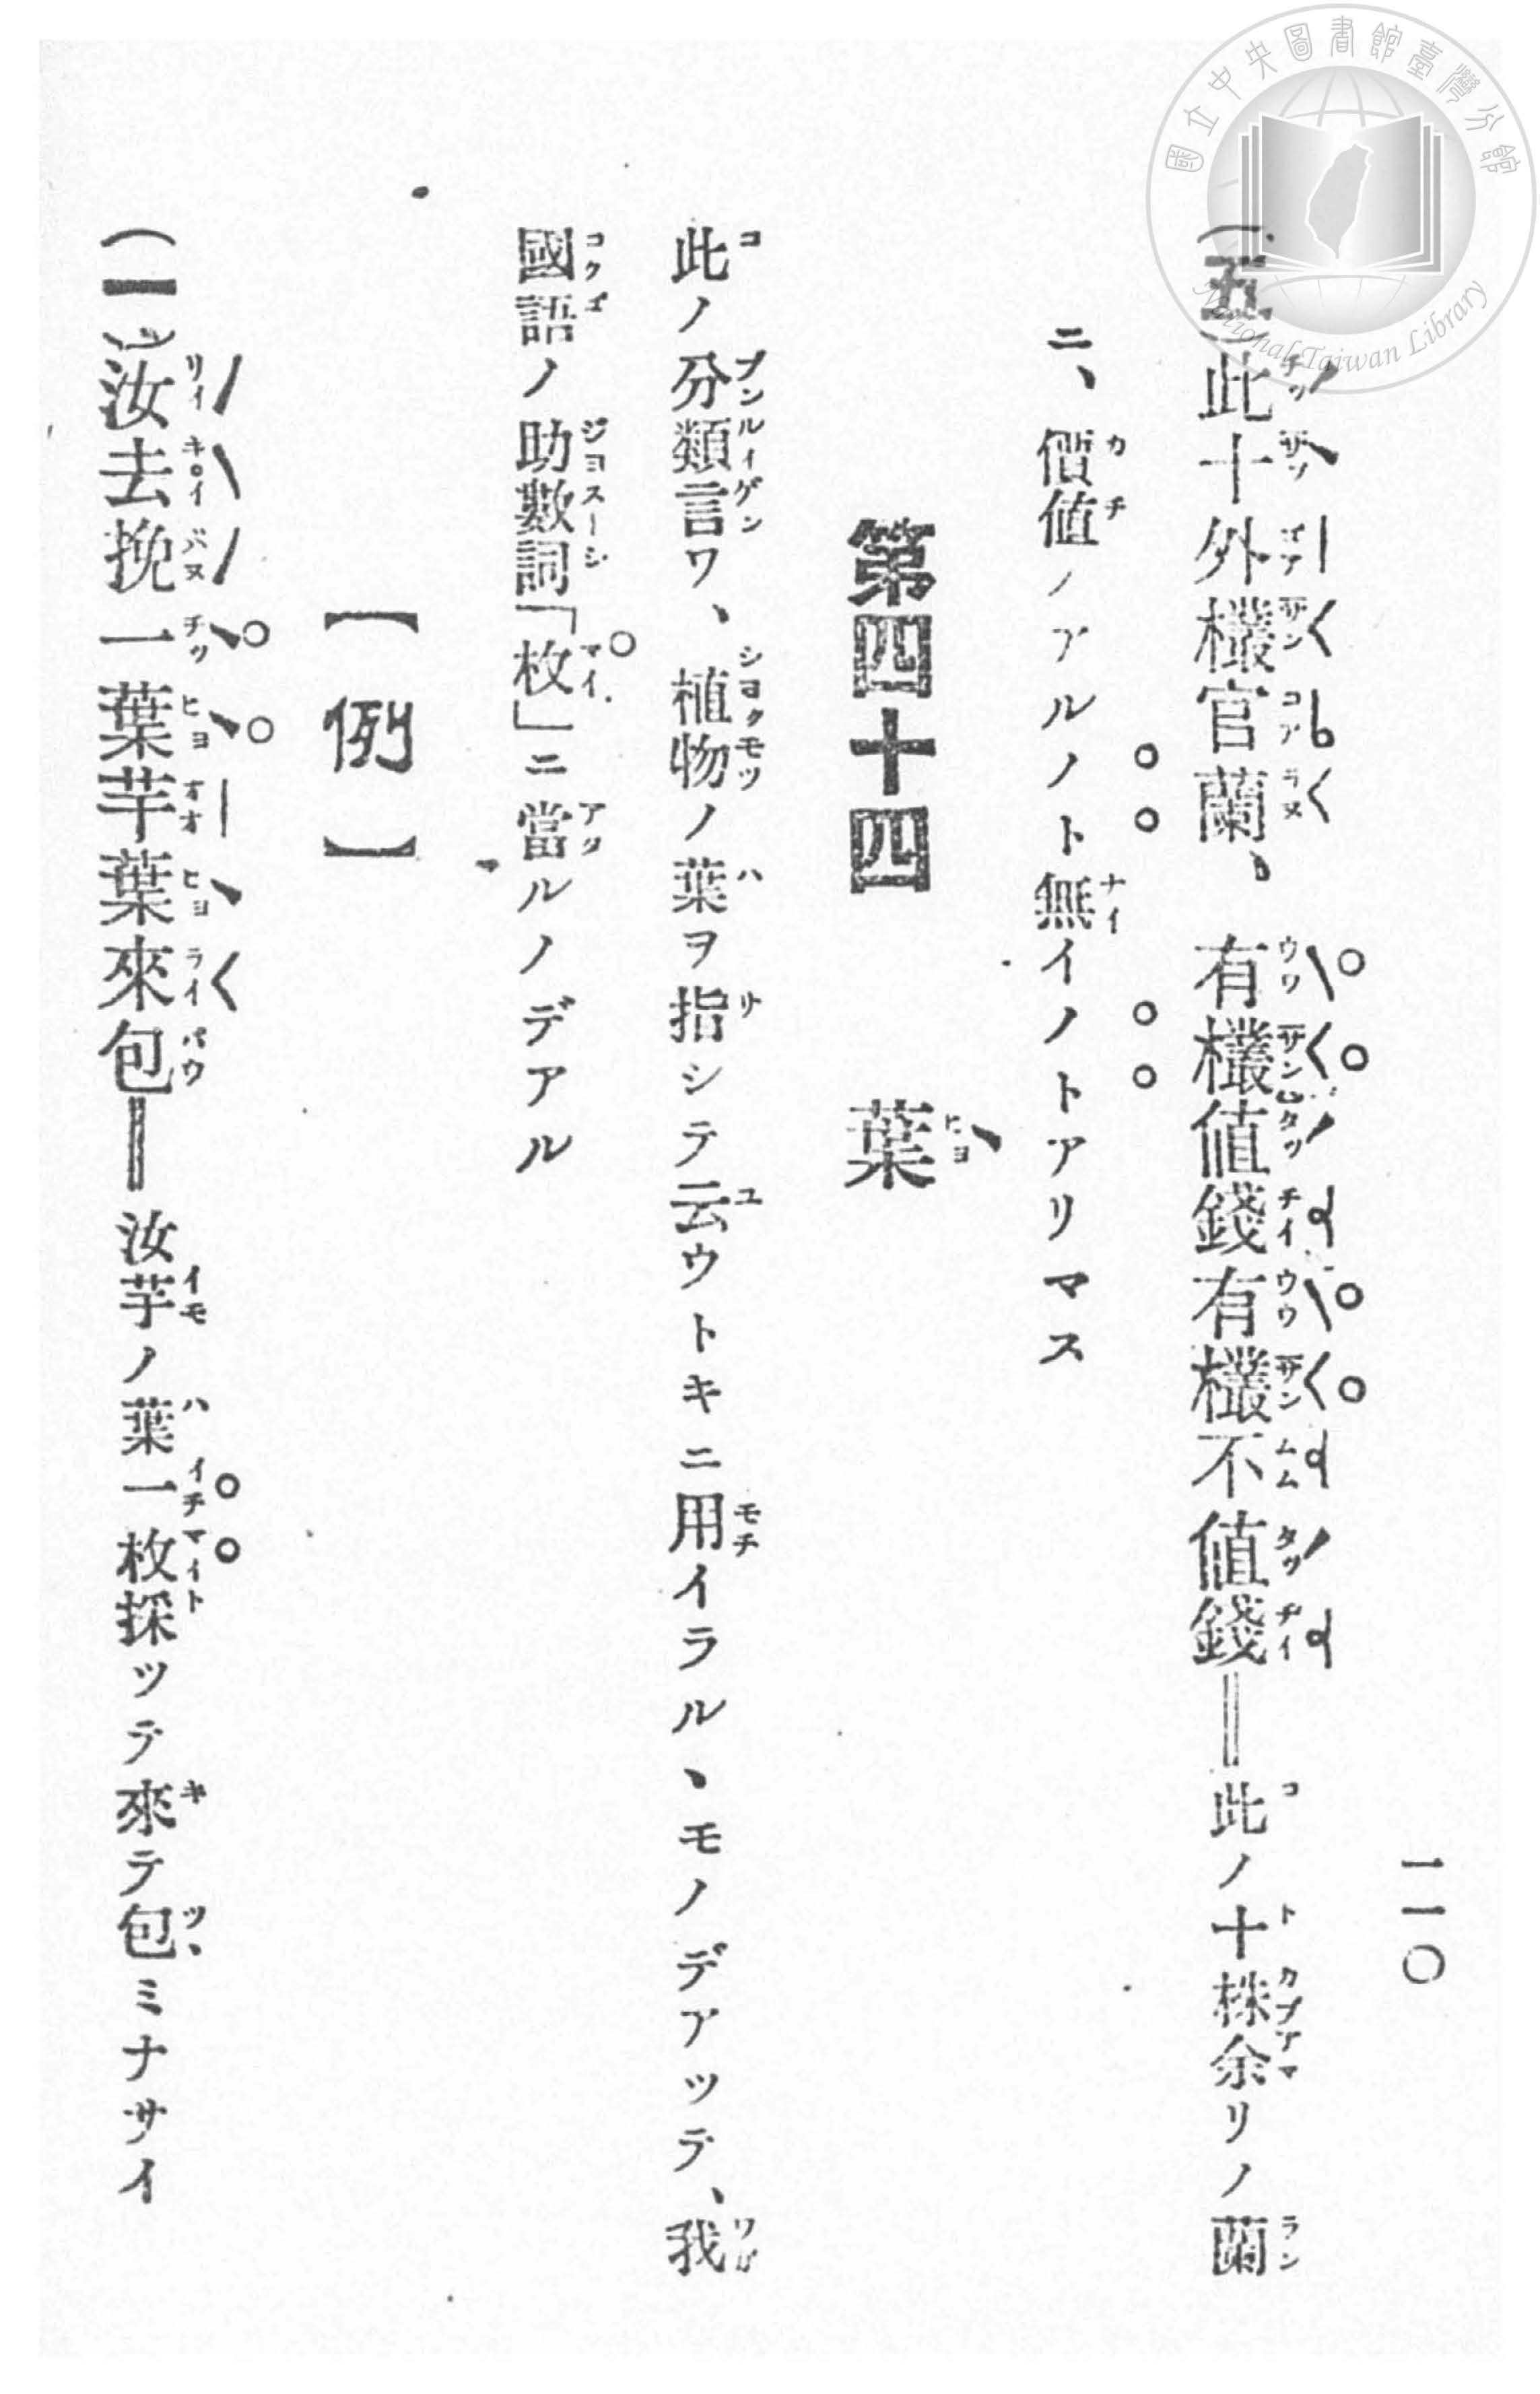 國立中央圖書館臺灣分館
National Taiwan Library
二一〇
(五)此十外欉官蘭、有欉値錢有欉不値錢――此ノ十株余リノ蘭
ニ、價値ノアルノト無イノトアリマス
第四十四 葉
此ノ分類言ワ、植物ノ葉ヲ指シテ云ウトキニ用イラル、モノデアッテ、我
國語ノ助數詞「枚」ニ當ルノデアル
【例】
(一)汝去挽一葉芋葉來包――汝芋ノ葉一枚採ッテ來テ包ミナサイ